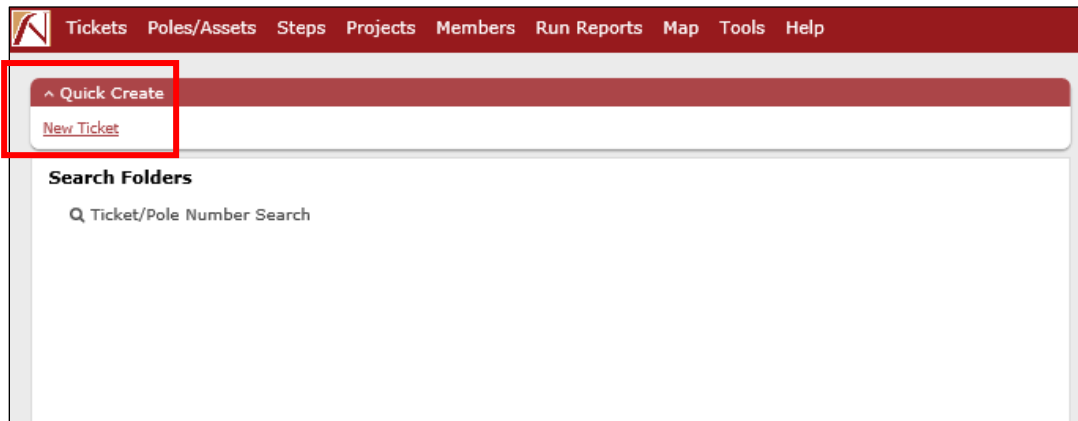 Tickets Poles/Assets Steps Projects Members Run Reports Map Tools Help
^ Quick Create
New Ticket
Search Folders
Ticket/Pole Number Search